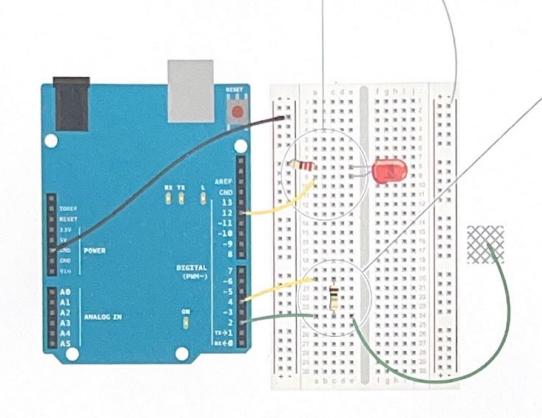 RESET
AREF
GND
13
12
~11
~10
~9
8
RX TX L
IOREF
RESET
3.3V
5V
GND
GND
Vin
POWER
DIGITAL
(PWM~)
7
~6
~5
4
~3
2
TX→1
RX←0
A0
A1
A2
A3
A4
A5
ANALOG IN
ON
a b c d e
f g h i j